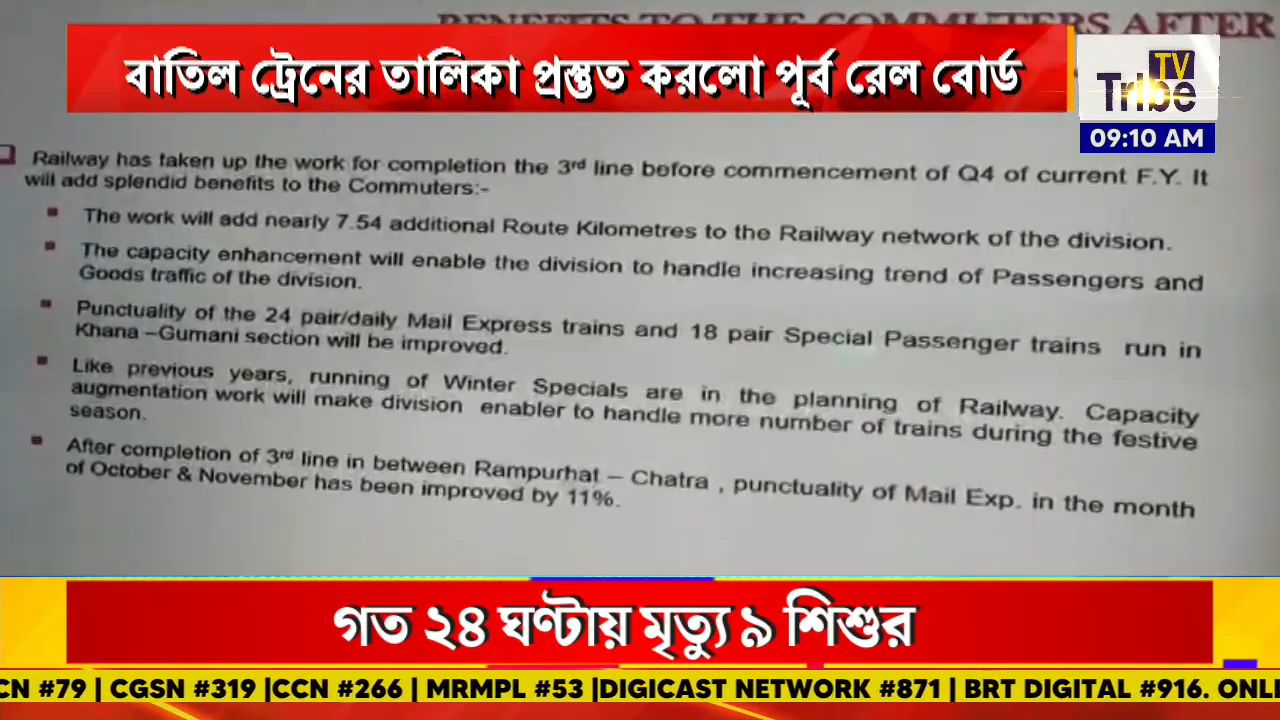 BENEFITS TO THE COMMUTERS AFTER
বাতিল ট্রেনের তালিকা প্রস্তুত করলো পূর্ব রেল বোর্ড
TV
Tribe
09:10 AM
Railway has taken up the work for completion the 3rd line before commencement of Q4 of current F.Y. It
will add splendid benefits to the Commuters:-
The work will add nearly 7.54 additional Route Kilometres to the Railway network of the division.
The capacity enhancement will enable the division to handle increasing trend of Passengers and
Goods traffic of the division.
Punctuality of the 24 pair/daily Mail Express trains and 18 pair Special Passenger trains run in
Khana –Gumani section will be improved.
Like previous years, running of Winter Specials are in the planning of Railway. Capacity
augmentation work will make division enabler to handle more number of trains during the festive
season.
After completion of 3rd line in between Rampurhat – Chatra , punctuality of Mail Exp. in the month
of October & November has been improved by 11%.
গত ২৪ ঘণ্টায় মৃত্যু ৯ শিশুর
CN #79 | CGSN #319 |CCN #266 | MRMPL #53 |DIGICAST NETWORK #871 | BRT DIGITAL #916. ONLI